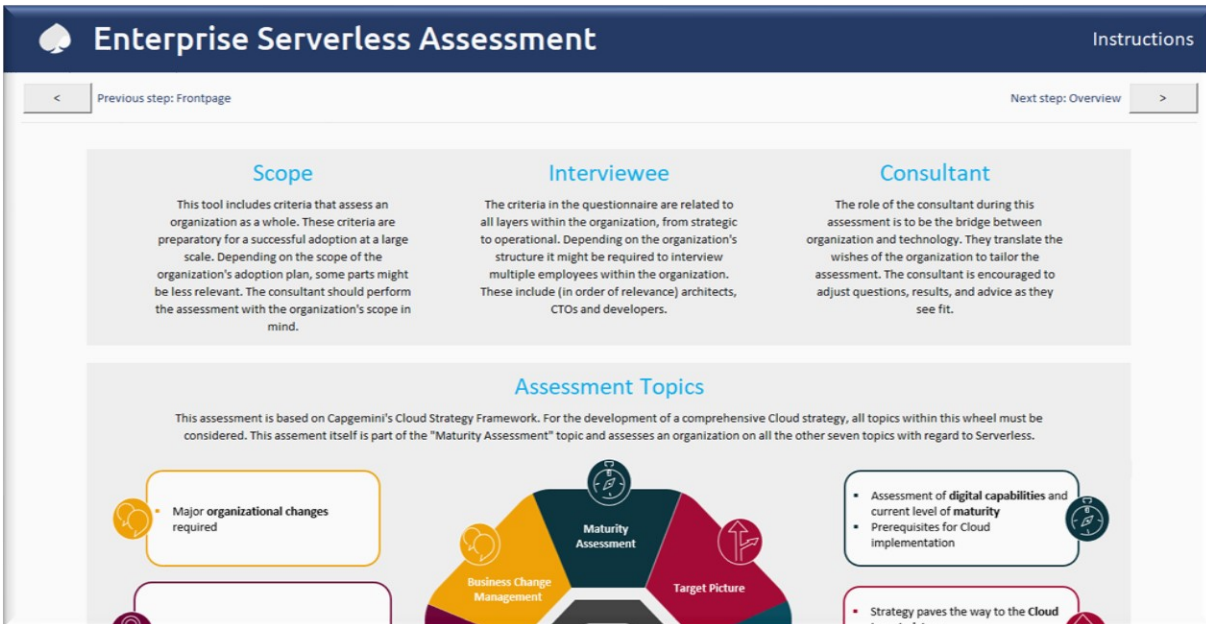 Enterprise Serverless Assessment
Instructions
<
Previous step: Frontpage
Next step: Overview
>
Scope
This tool includes criteria that assess an
organization as a whole. These criteria are
preparatory for a successful adoption at a large
scale. Depending on the scope of the
organization's adoption plan, some parts might
be less relevant. The consultant should perform
the assessment with the organization's scope in
mind.
Interviewee
The criteria in the questionnaire are related to
all layers within the organization, from strategic
to operational. Depending on the organization's
structure it might be required to interview
multiple employees within the organization.
These include (in order of relevance) architects,
CTOs and developers.
Consultant
The role of the consultant during this
assessment is to be the bridge between
organization and technology. They translate the
wishes of the organization to tailor the
assessment. The consultant is encouraged to
adjust questions, results, and advice as they
see fit.
Assessment Topics
This assessment is based on Capgemini's Cloud Strategy Framework. For the development of a comprehensive Cloud strategy, all topics within this wheel must be
considered. This assement itself is part of the "Maturity Assessment" topic and assesses an organization on all the other seven topics with regard to Serverless.
• Major organizational changes
required
Maturity
Assessment
Business Change
Management
Target Picture
• Assessment of digital capabilities and
current level of maturity
• Prerequisites for Cloud
implementation
• Strategy paves the way to the Cloud